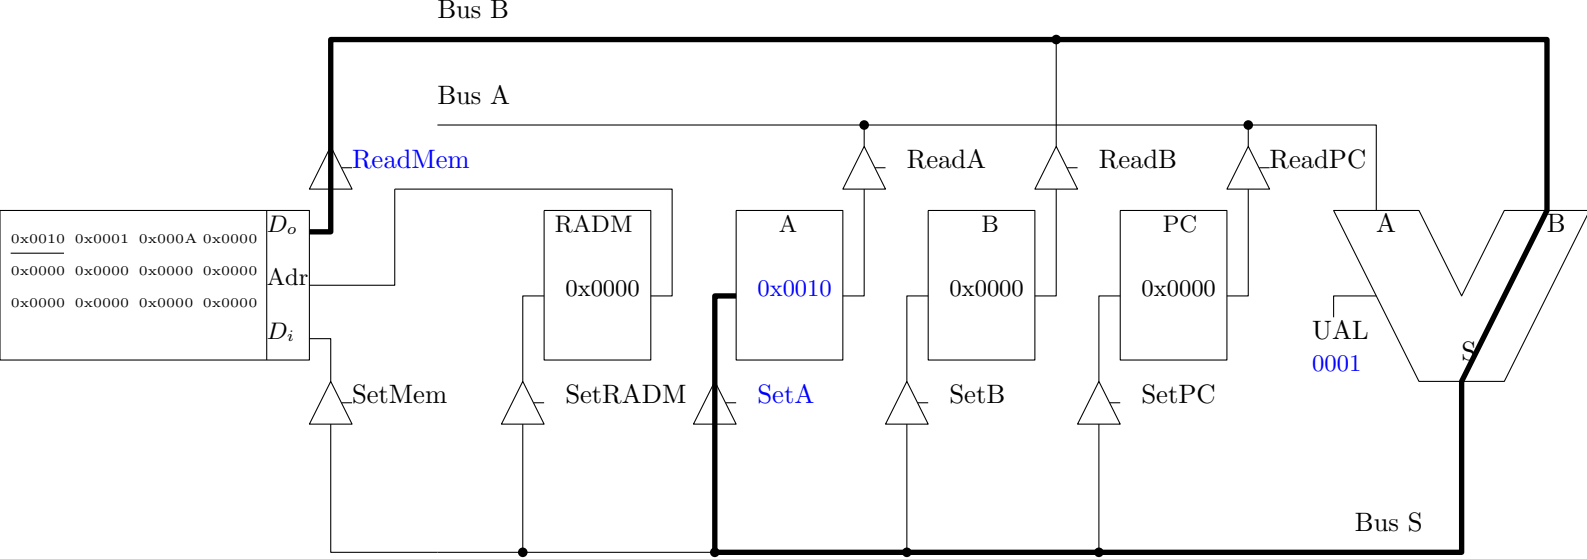 Bus B
Bus A
ReadMem ReadA ReadB ReadPC
Do RADM A B PC A B
0x0010 0x0001 0x000A 0x0000
0x0000 0x0000 0x0000 0x0000
Adr 0x0000 0x0010 0x0000 0x0000
0x0000 0x0000 0x0000 0x0000
Di UAL
S
0001
SetMem SetRADM SetA SetB SetPC
Bus S